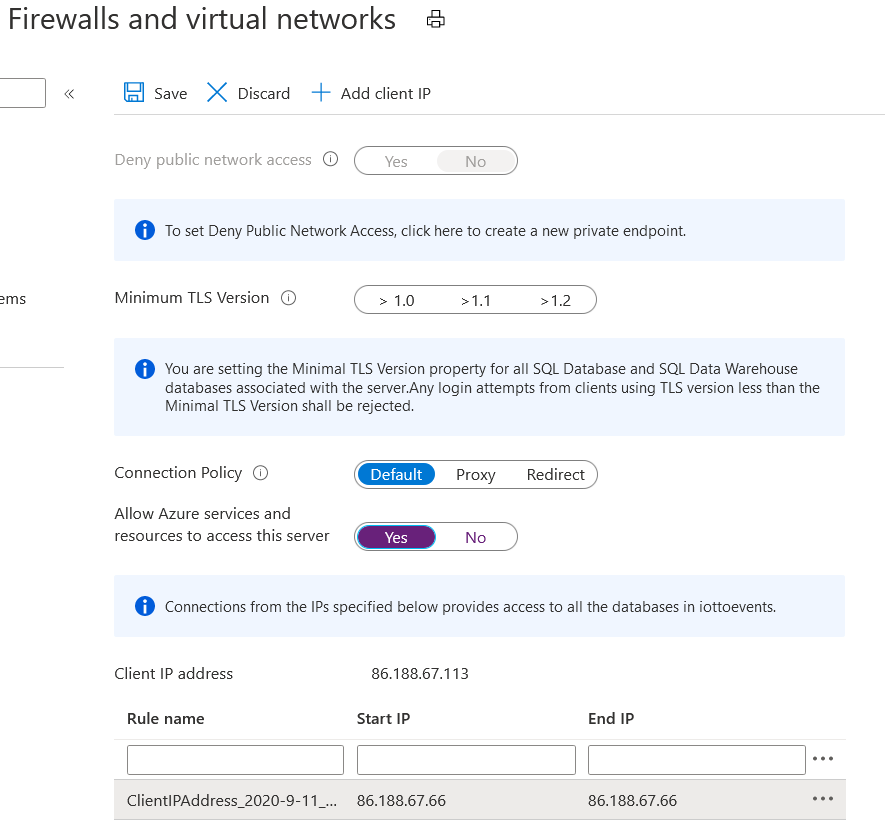 Firewalls and virtual networks
«
Save
Discard
Add client IP
Deny public network access
Yes
No
To set Deny Public Network Access, click here to create a new private endpoint.
ems
Minimum TLS Version
> 1.0
>1.1
>1.2
You are setting the Minimal TLS Version property for all SQL Database and SQL Data Warehouse
databases associated with the server.Any login attempts from clients using TLS version less than the
Minimal TLS Version shall be rejected.
Connection Policy
Default
Proxy
Redirect
Allow Azure services and
resources to access this server
Yes
No
Connections from the IPs specified below provides access to all the databases in iottoevents.
Client IP address
86.188.67.113
Rule name
Start IP
End IP
ClientIPAddress_2020-9-11_...
86.188.67.66
86.188.67.66